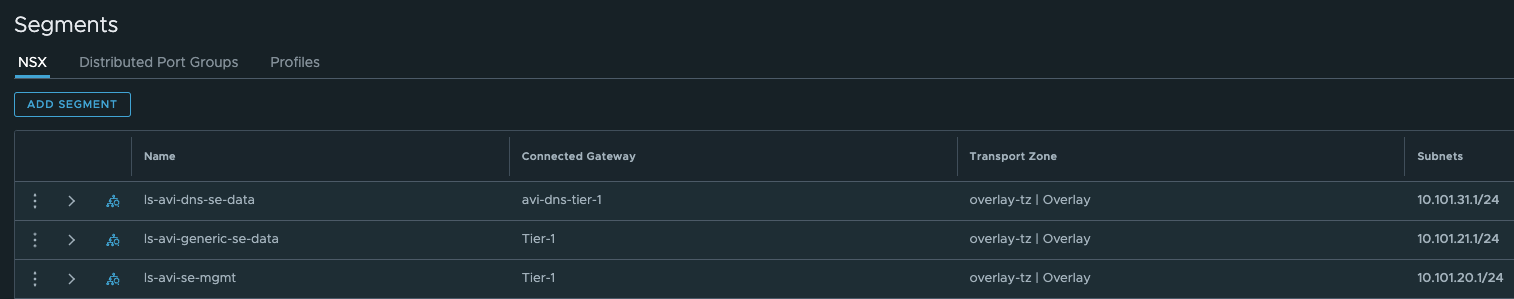 Segments
NSX Distributed Port Groups Profiles
ADD SEGMENT
Name Connected Gateway Transport Zone Subnets
ls-avi-dns-se-data avi-dns-tier-1 overlay-tz | Overlay 10.101.31.1/24
ls-avi-generic-se-data Tier-1 overlay-tz | Overlay 10.101.21.1/24
ls-avi-se-mgmt Tier-1 overlay-tz | Overlay 10.101.20.1/24